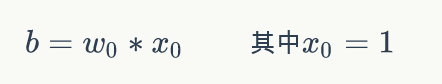 b = w₀ * x₀ 其中x₀ = 1